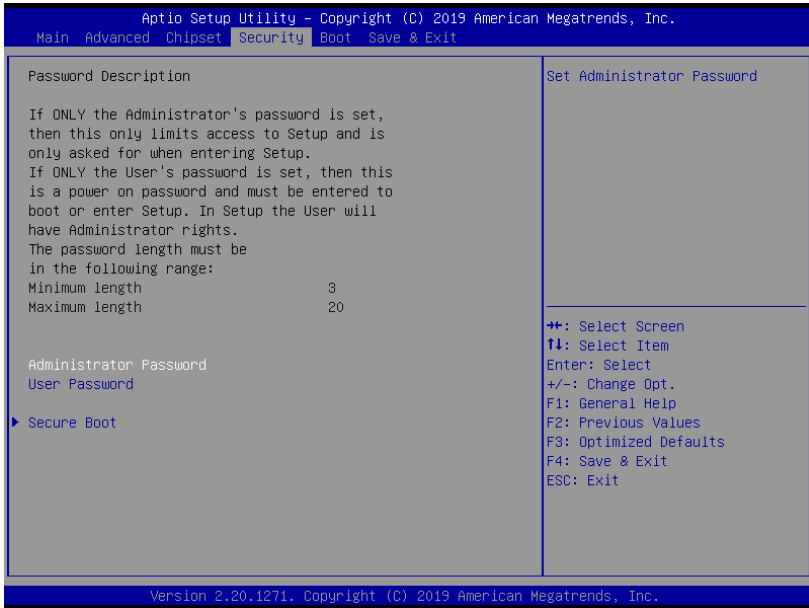 Aptio Setup Utility – Copyright (C) 2019 American Megatrends, Inc.
Main Advanced Chipset Security Boot Save & Exit
Password Description
If ONLY the Administrator's password is set,
then this only limits access to Setup and is
only asked for when entering Setup.
If ONLY the User's password is set, then this
is a power on password and must be entered to
boot or enter Setup. In Setup the User will
have Administrator rights.
The password length must be
in the following range:
Minimum length 3
Maximum length 20
Administrator Password
User Password
Secure Boot
Set Administrator Password
→←: Select Screen
↑↓: Select Item
Enter: Select
+/-: Change Opt.
F1: General Help
F2: Previous Values
F3: Optimized Defaults
F4: Save & Exit
ESC: Exit
Version 2.20.1271. Copyright (C) 2019 American Megatrends, Inc.